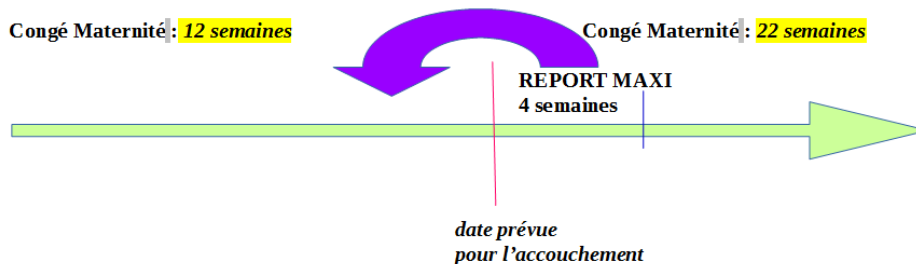 Congé Maternité : 12 semaines
Congé Maternité : 22 semaines
REPORT MAXI
4 semaines
date prévue
pour l’accouchement